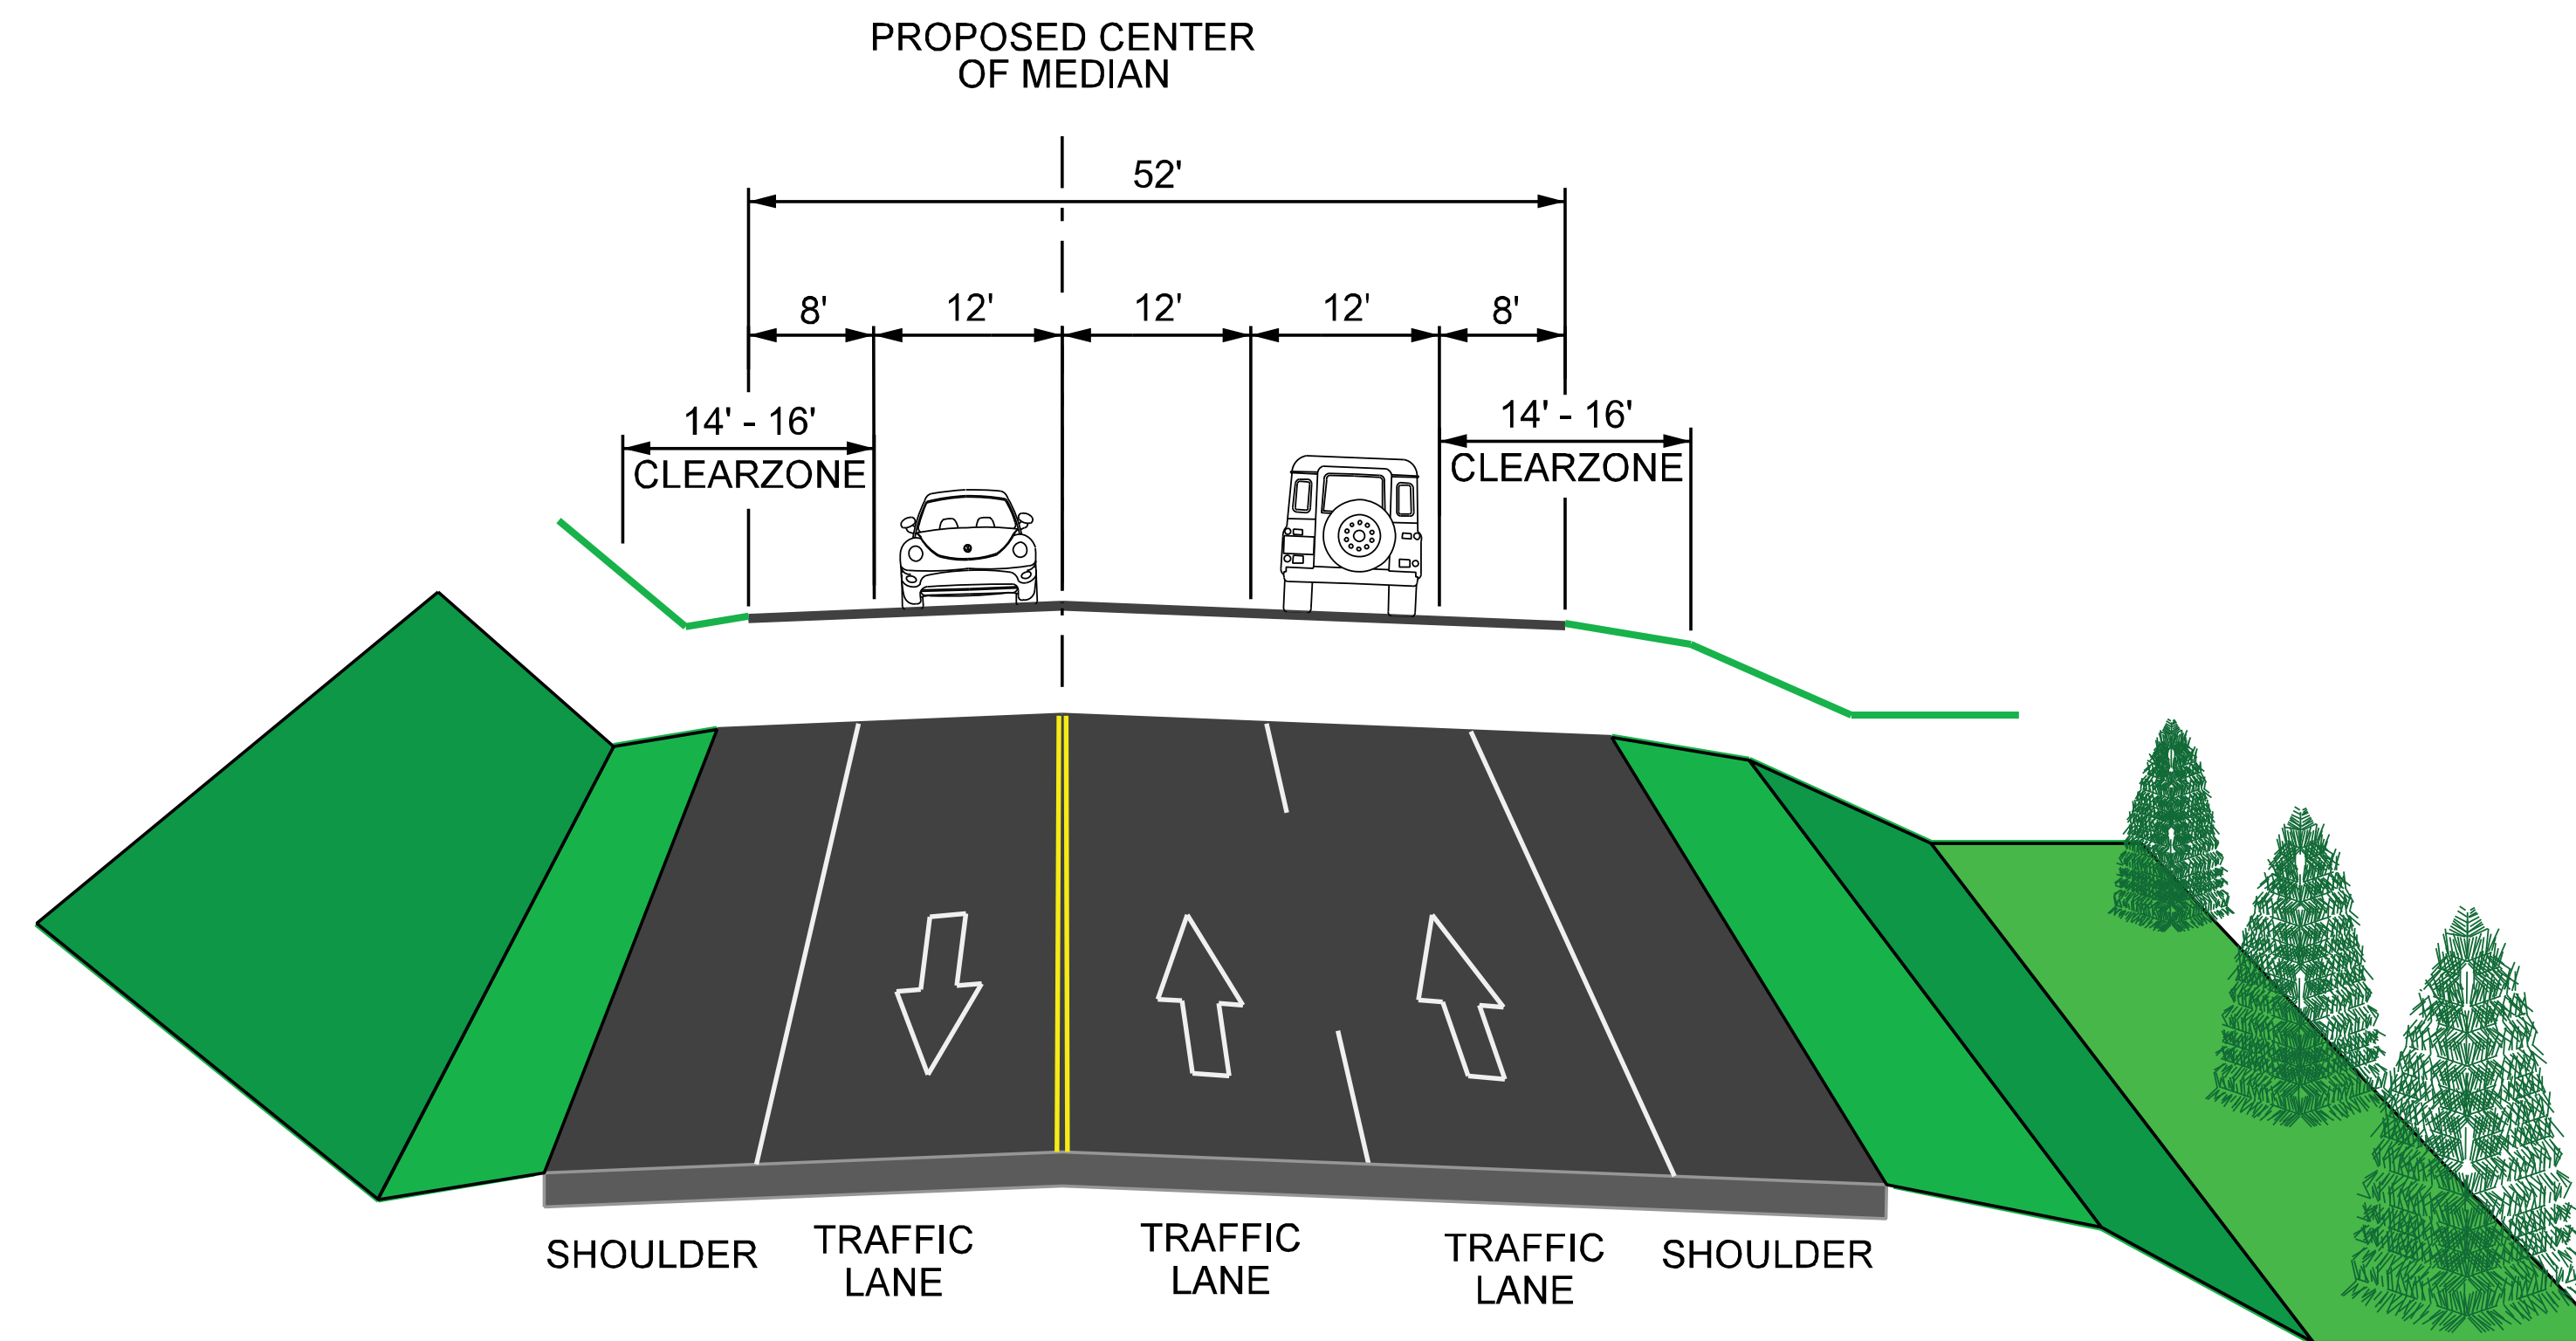 PROPOSED CENTER
OF MEDIAN
52'
8'
12'
12'
12'
8'
14' - 16'
CLEARZONE
14' - 16'
CLEARZONE
SHOULDER
TRAFFIC
LANE
TRAFFIC
LANE
TRAFFIC
LANE
SHOULDER